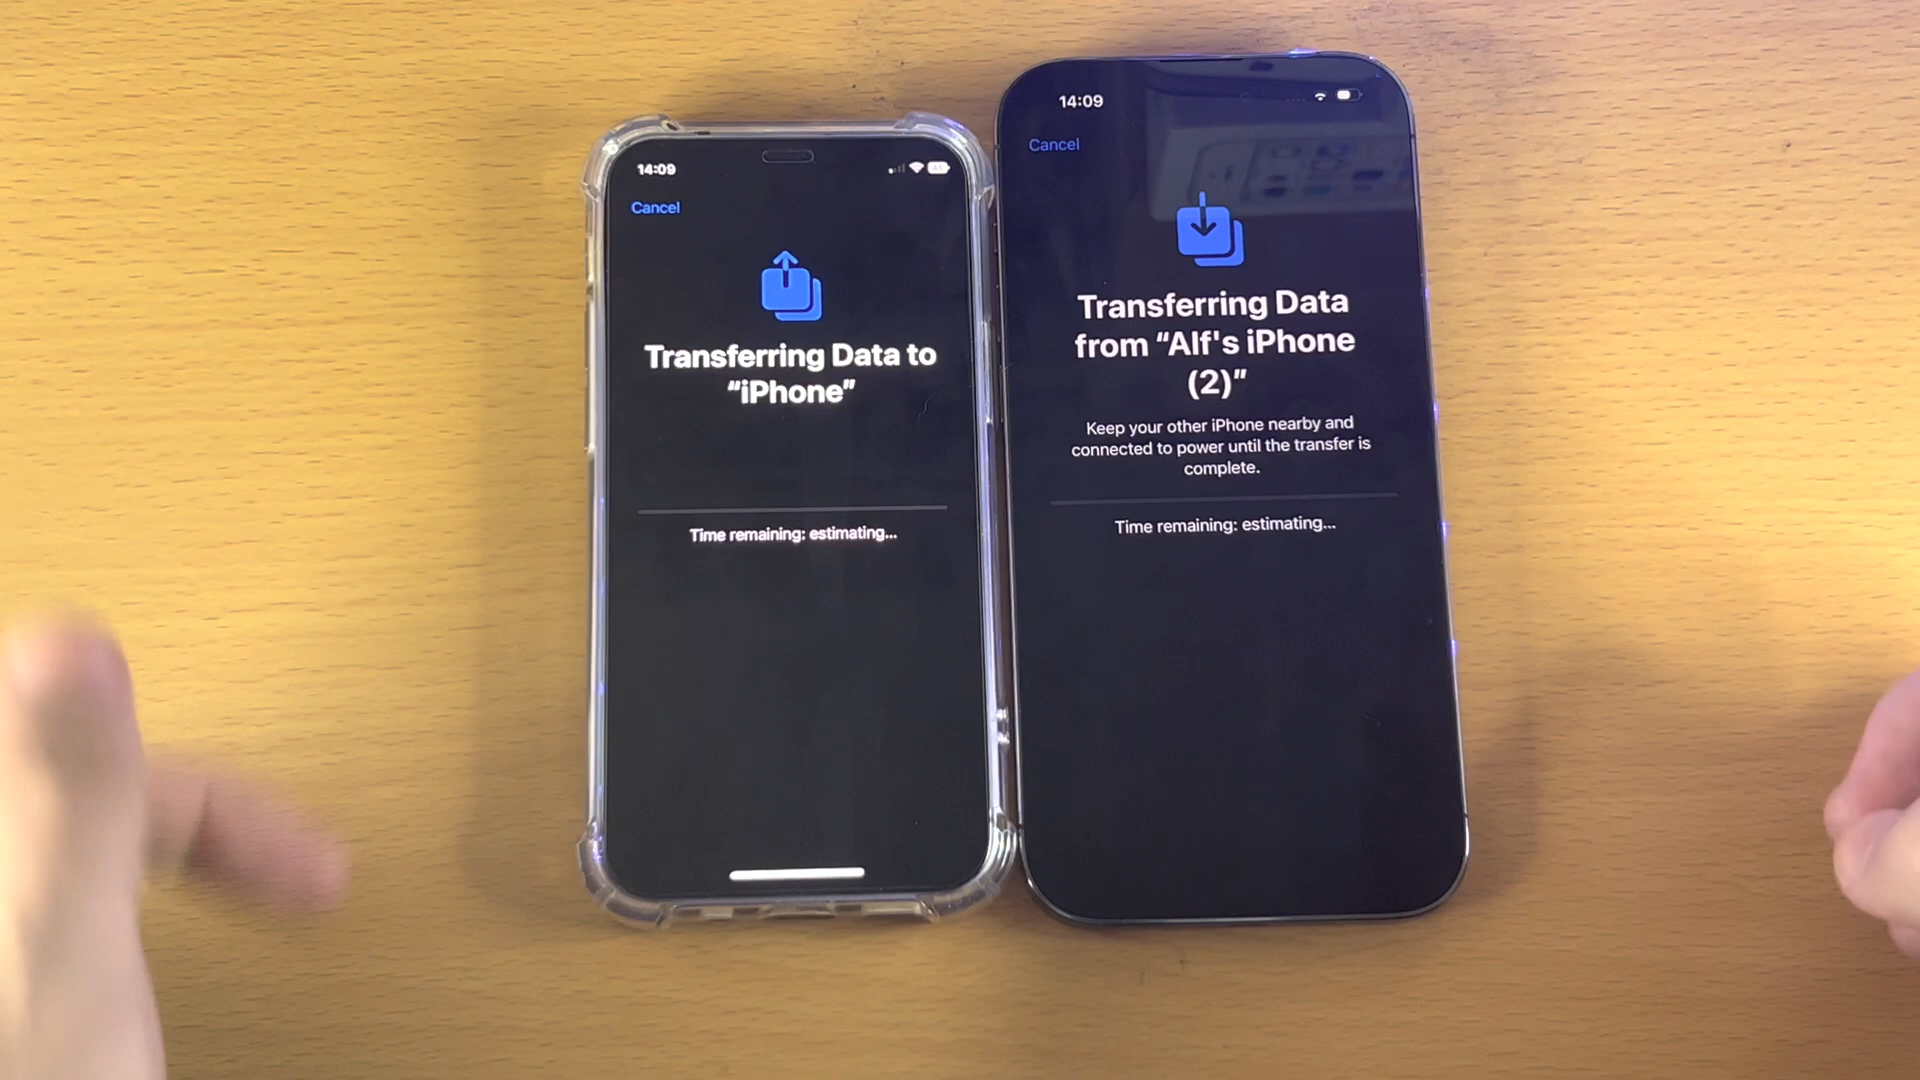 14:09
Cancel
Transferring Data to
“iPhone”
Time remaining: estimating...
14:09
Cancel
Transferring Data
from “Alf's iPhone
(2)”
Keep your other iPhone nearby and
connected to power until the transfer is
complete.
Time remaining: estimating...